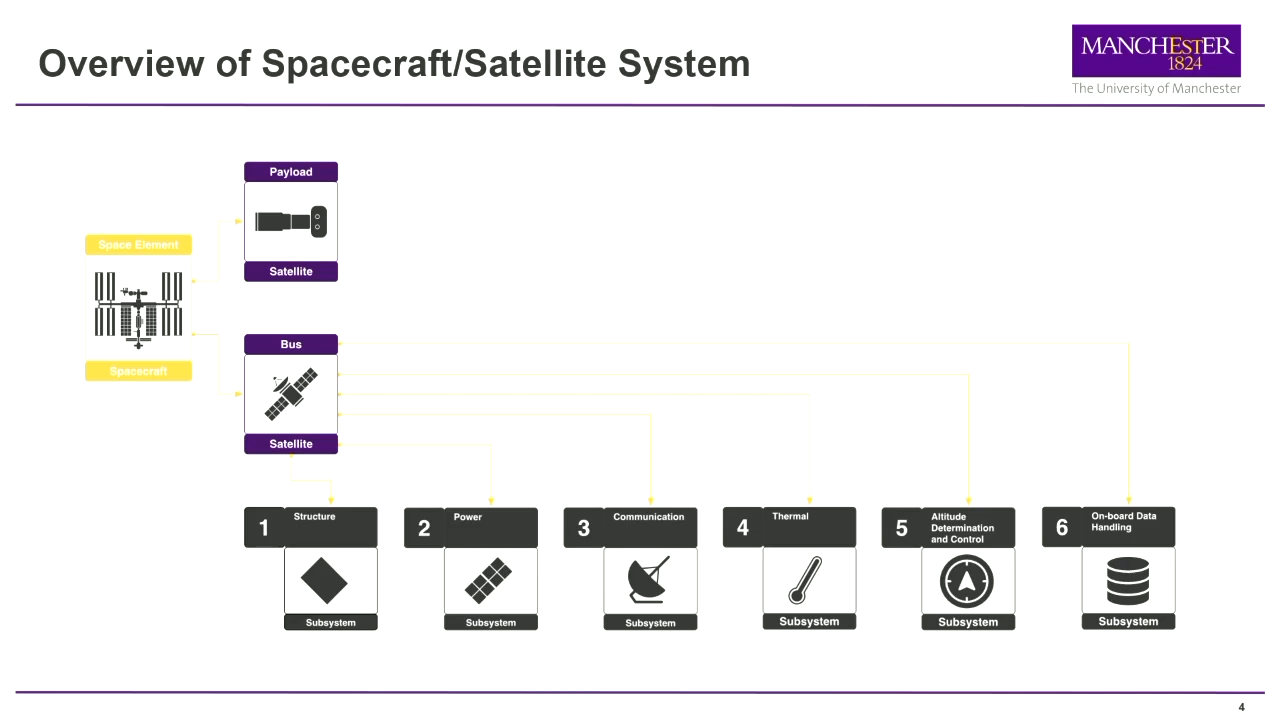 Overview of Spacecraft/Satellite System
MANCHESTER
1824
The University of Manchester
Payload
Satellite
Space Element
Spacecraft
Bus
Satellite
1
Structure
Subsystem
2
Power
Subsystem
3
Communication
Subsystem
4
Thermal
Subsystem
5
Altitude
Determination
and Control
Subsystem
6
On-board Data
Handling
Subsystem
4